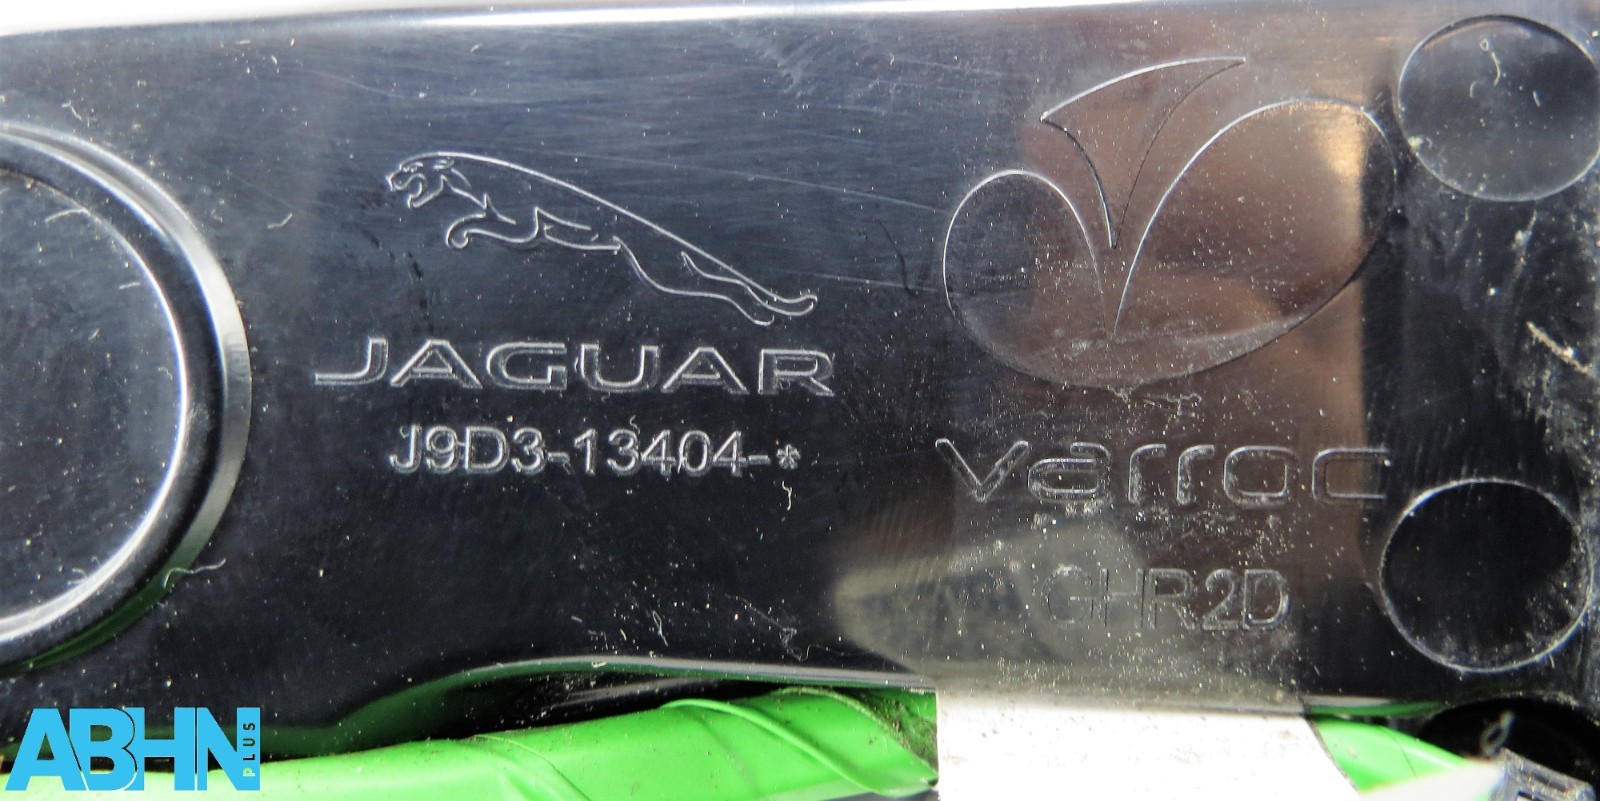 JAGUAR
J9D3-13404-*
varroc
GHR2D
ABHN
PLUS